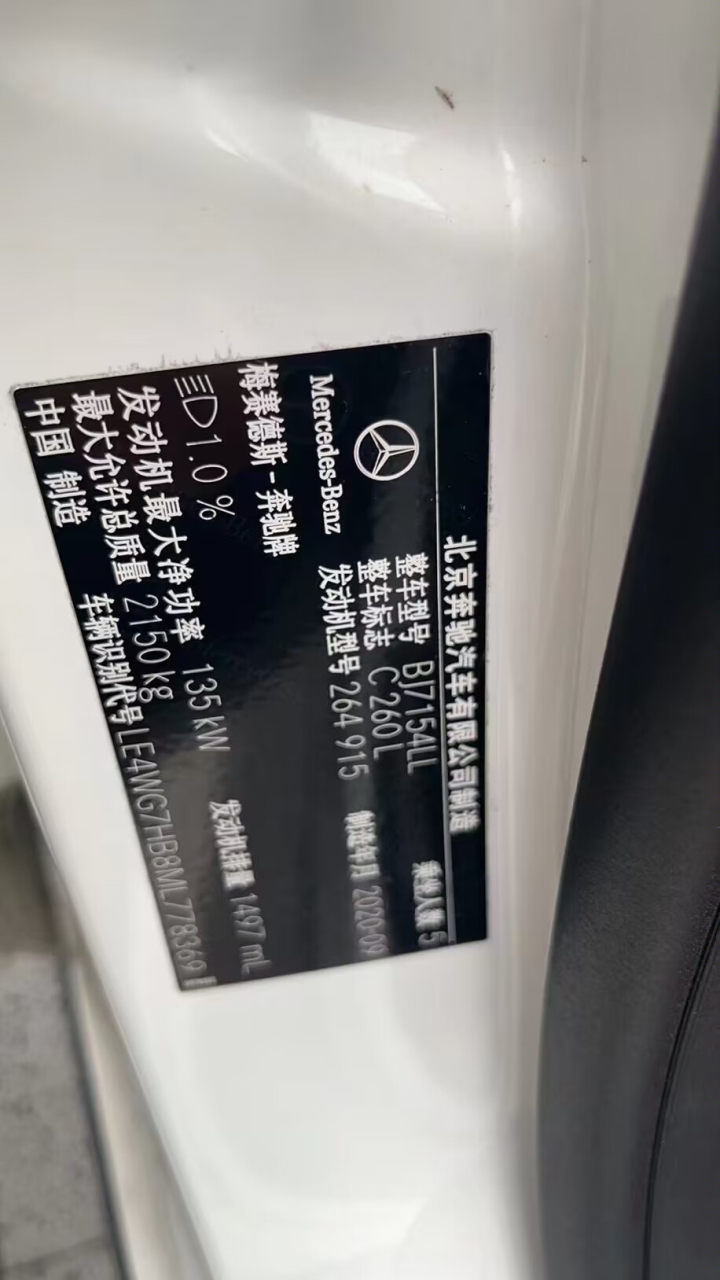 北京奔驰汽车有限公司制造
整车型号 BJ7154LL 乘坐人数 5
整车标志 C 260 L
Mercedes-Benz 发动机型号 264 915 制造年月 2020-09
梅赛德斯-奔驰牌
1.0 % 发动机排量 1497 mL
发动机最大净功率 135 kW
最大允许总质量 2150 kg
中国 制造 车辆识别代号 LE4WG7HB8ML778369